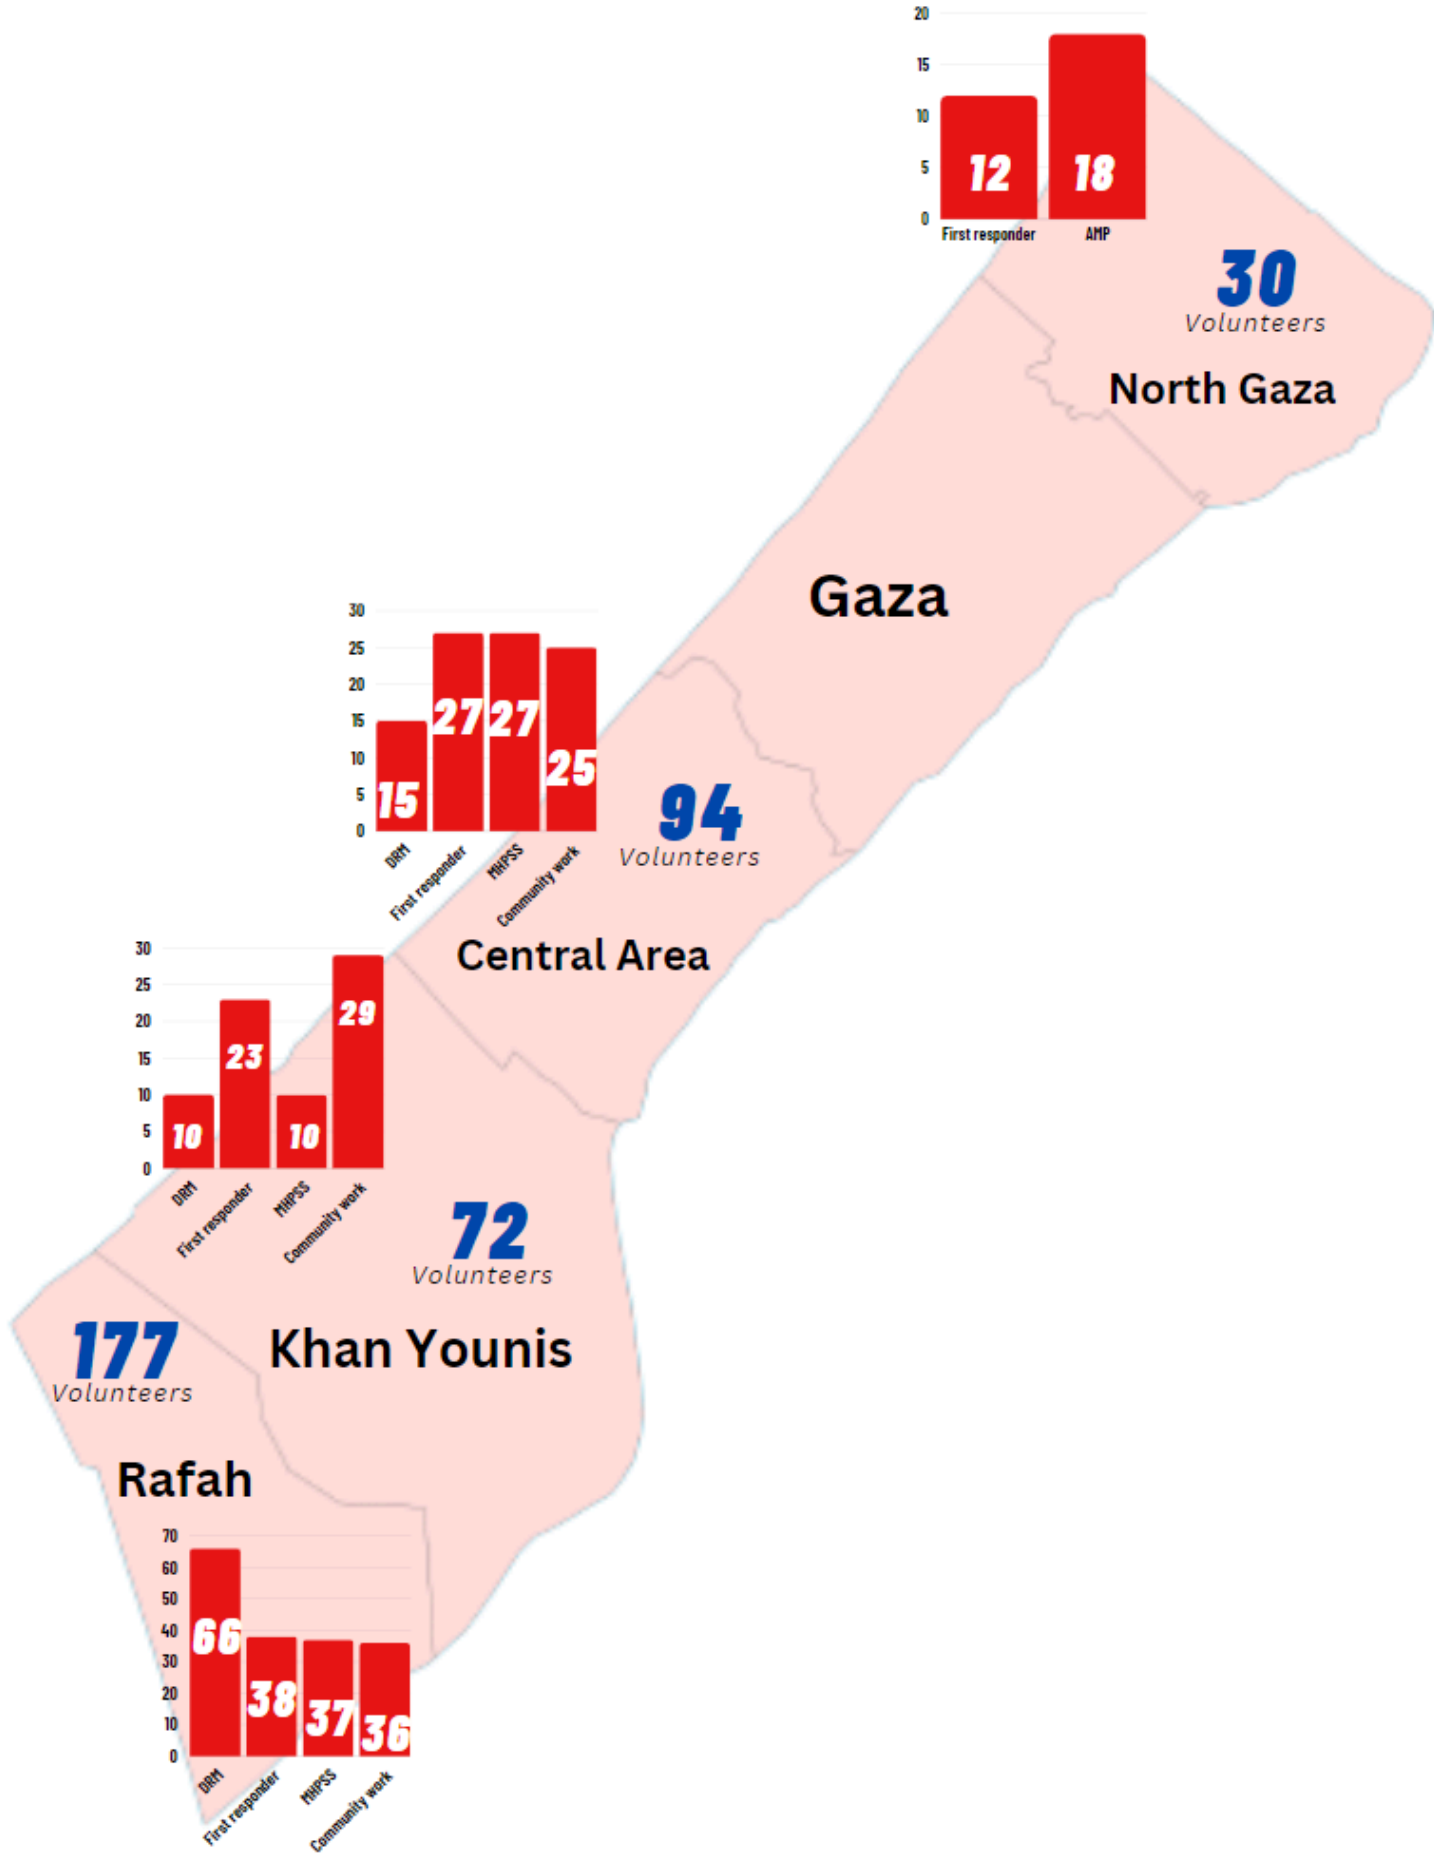 20
15
10
5
0
12
18
First responder
AMP
30
Volunteers
North Gaza
Gaza
30
25
20
15
10
5
0
15
27
27
25
DRM
First responder
MHPSS
Community work
94
Volunteers
Central Area
30
25
20
15
10
5
0
10
23
10
29
DRM
First responder
MHPSS
Community work
72
Volunteers
Khan Younis
177
Volunteers
Rafah
70
60
50
40
30
20
10
0
66
38
37
36
DRM
First responder
MHPSS
Community work